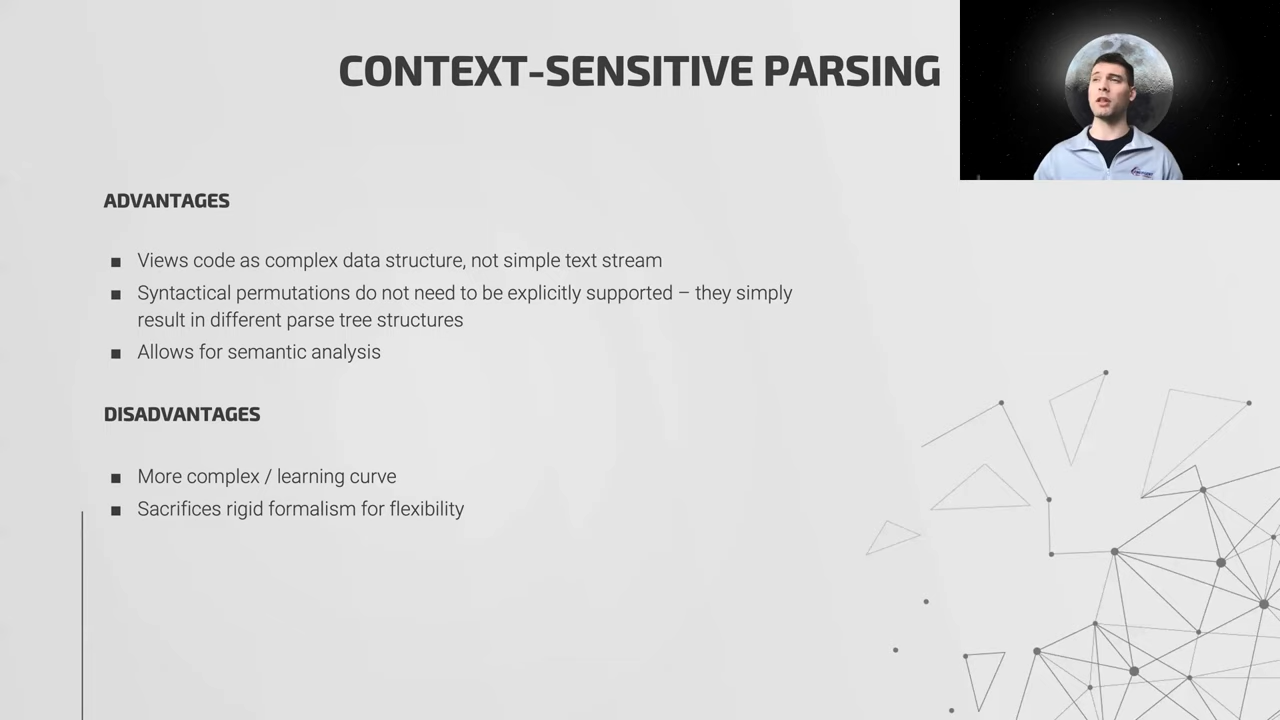 CONTEXT-SENSITIVE PARSING
ADVANTAGES
▪ Views code as complex data structure, not simple text stream
▪ Syntactical permutations do not need to be explicitly supported – they simply
result in different parse tree structures
▪ Allows for semantic analysis
DISADVANTAGES
▪ More complex / learning curve
▪ Sacrifices rigid formalism for flexibility